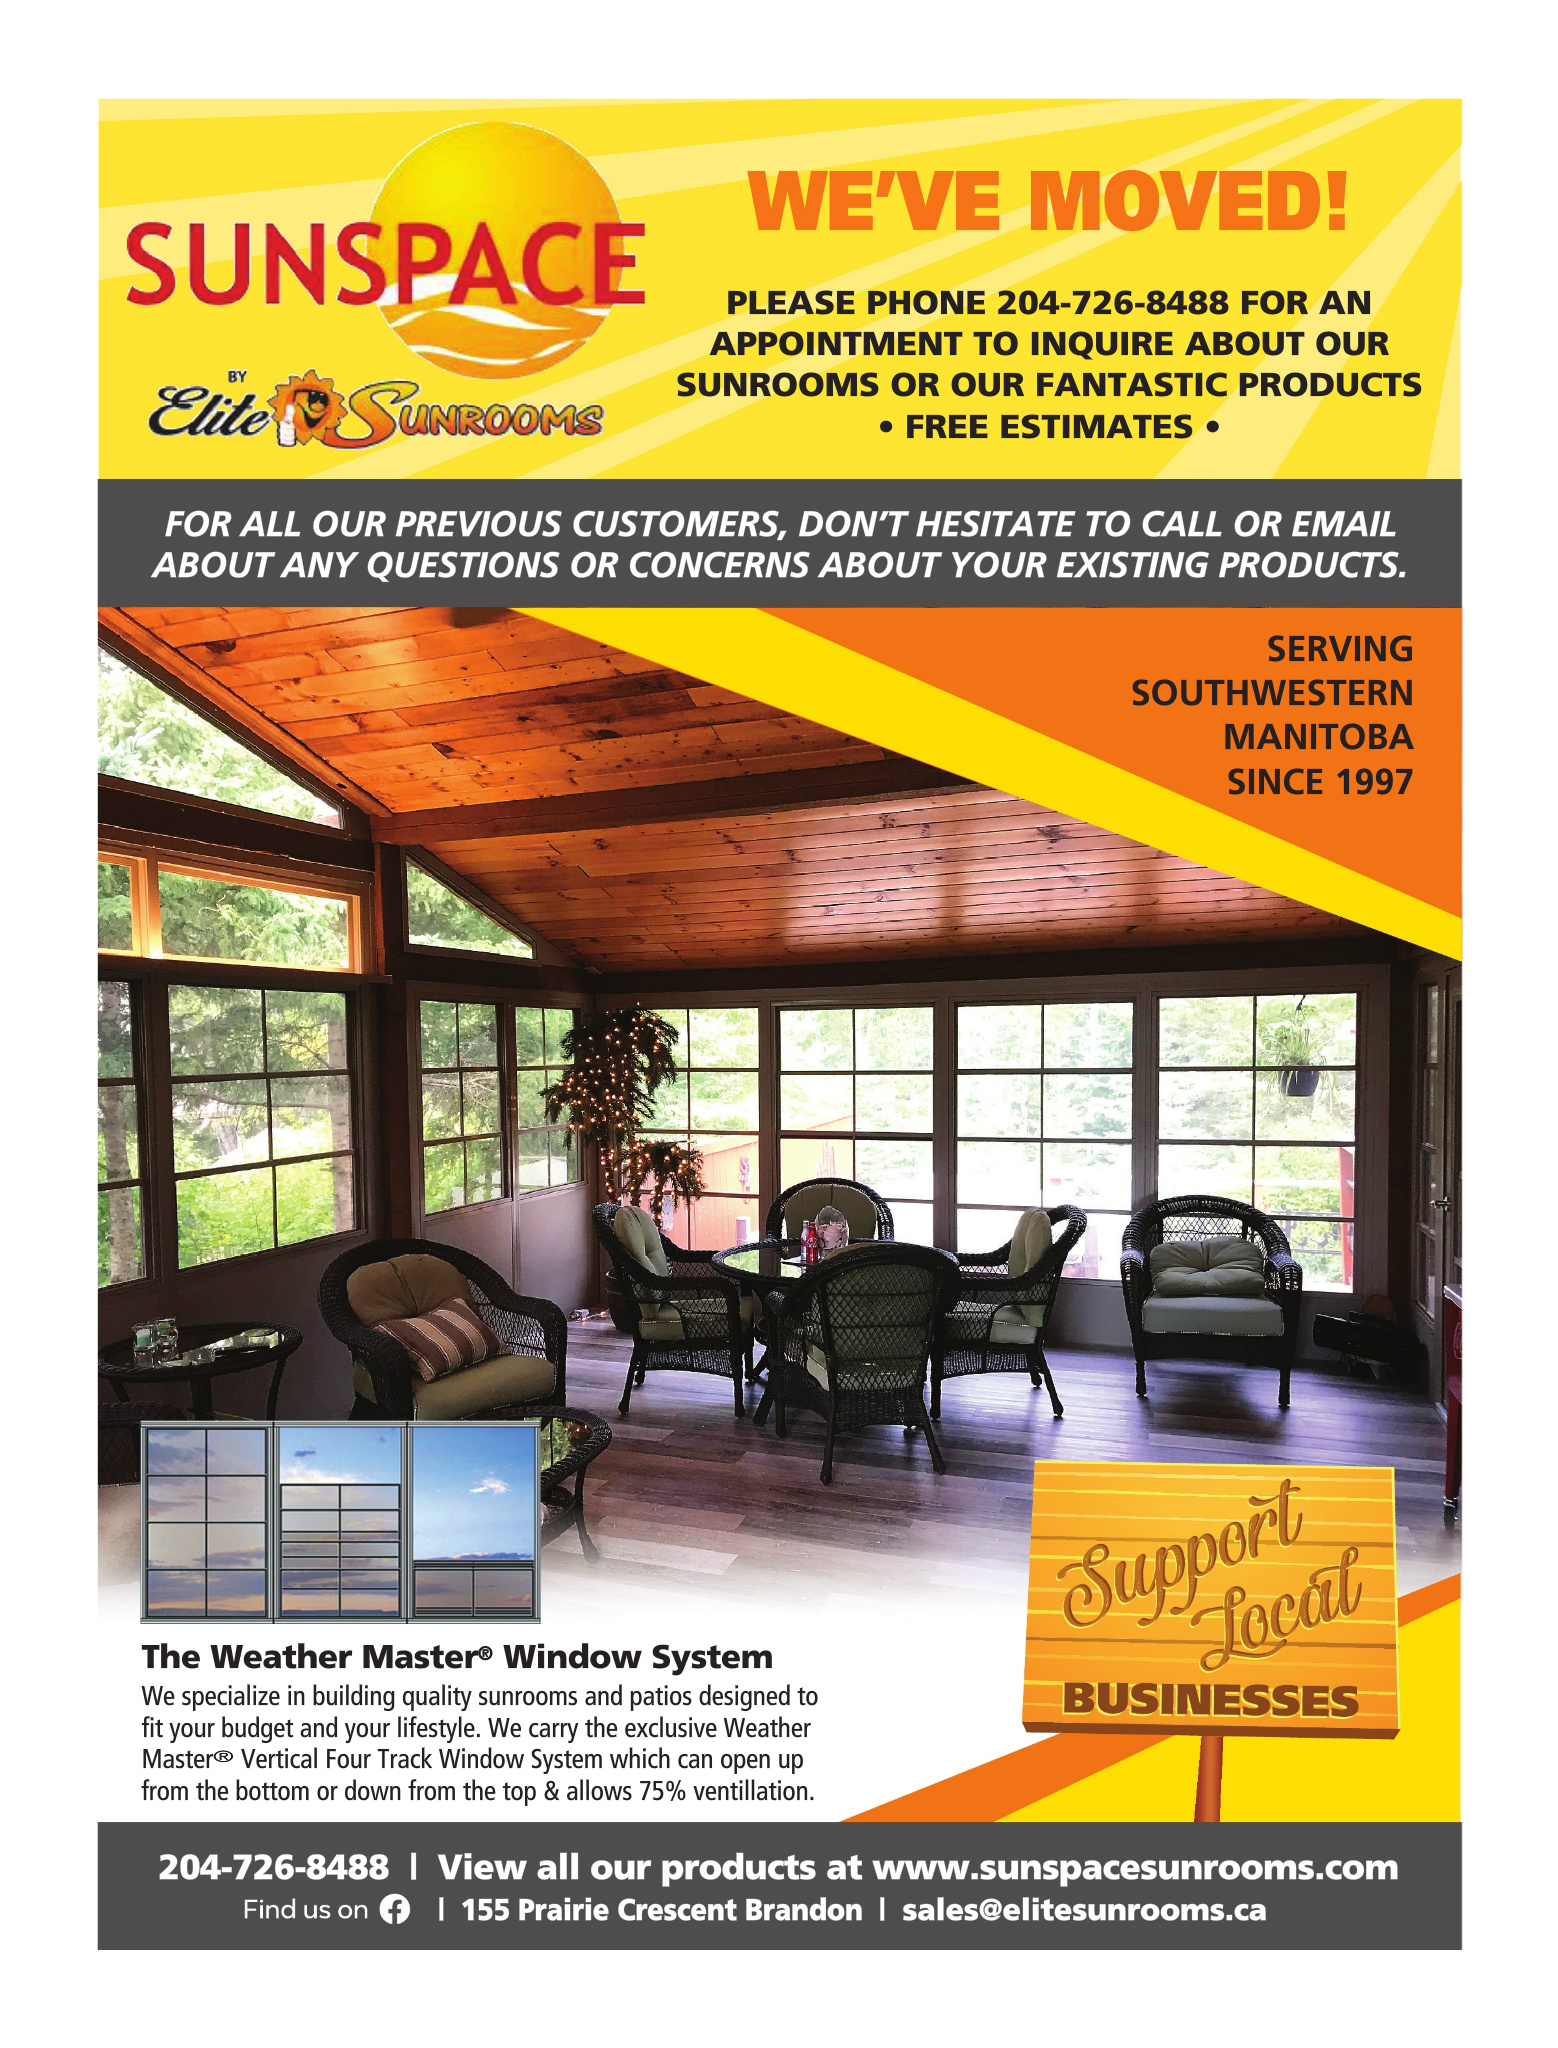 SUNSPACE
BY
Elite SUNROOMS
WE'VE MOVED!
PLEASE PHONE 204-726-8488 FOR AN
APPOINTMENT TO INQUIRE ABOUT OUR
SUNROOMS OR OUR FANTASTIC PRODUCTS
• FREE ESTIMATES •
FOR ALL OUR PREVIOUS CUSTOMERS, DON'T HESITATE TO CALL OR EMAIL
ABOUT ANY QUESTIONS OR CONCERNS ABOUT YOUR EXISTING PRODUCTS.
SERVING
SOUTHWESTERN
MANITOBA
SINCE 1997
Support
Local
BUSINESSES
The Weather Master® Window System
We specialize in building quality sunrooms and patios designed to
fit your budget and your lifestyle. We carry the exclusive Weather
Master® Vertical Four Track Window System which can open up
from the bottom or down from the top & allows 75% ventillation.
204-726-8488 | View all our products at www.sunspacesunrooms.com
Find us on | 155 Prairie Crescent Brandon | sales@elitesunrooms.ca